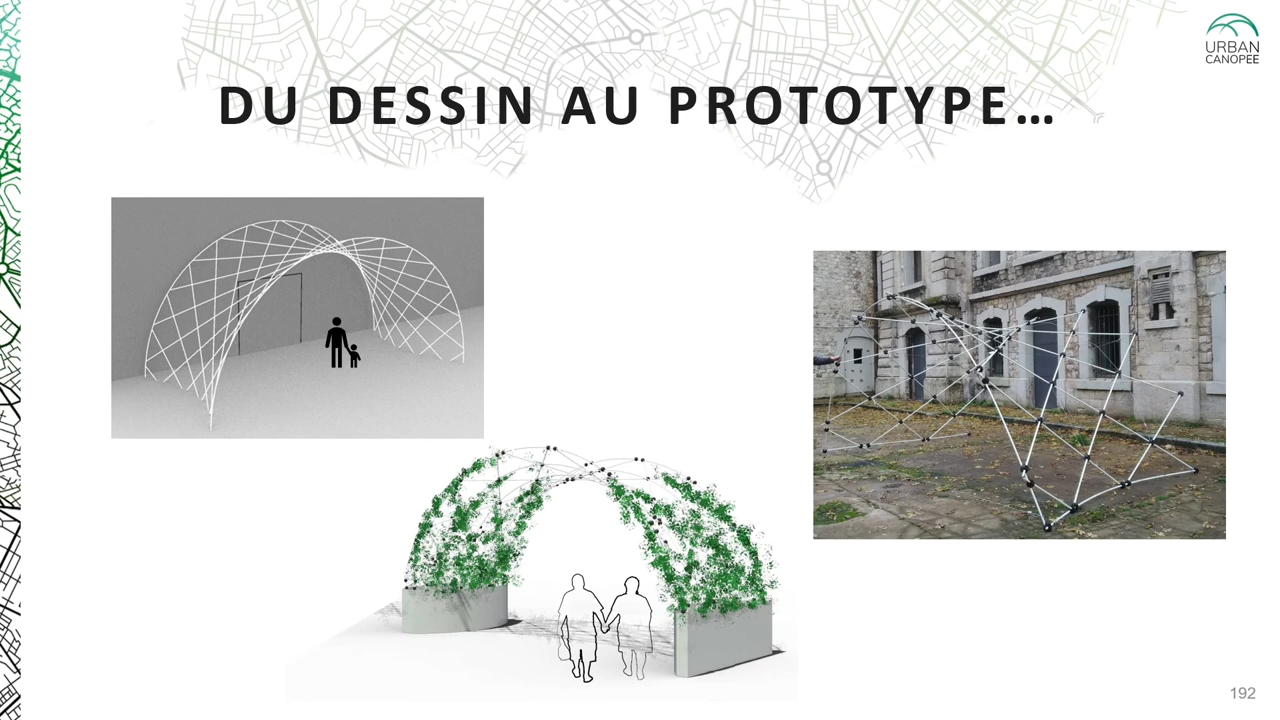 URBAN
CANOPEE
DU DESSIN AU PROTOTYPE…
192